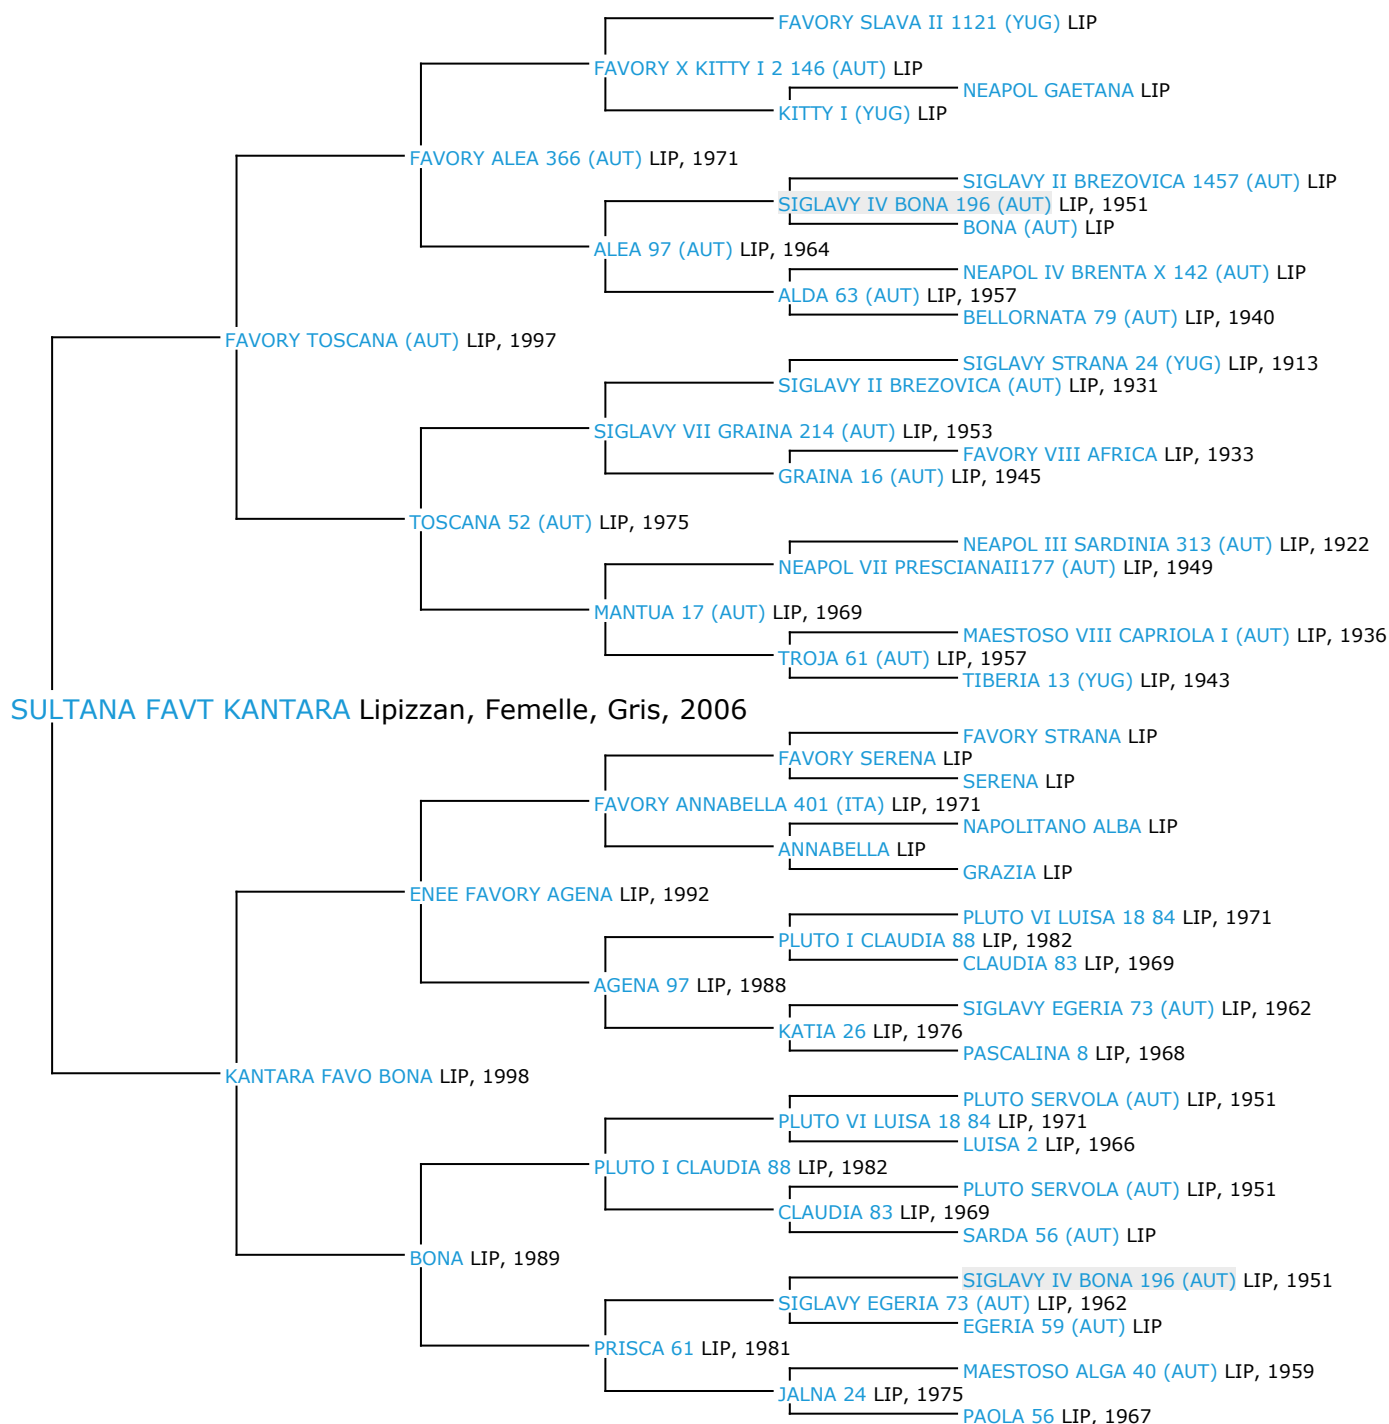 FAVORY SLAVA II 1121 (YUG) LIP
FAVORY X KITTY I 2 146 (AUT) LIP
NEAPOL GAETANA LIP
KITTY I (YUG) LIP
FAVORY ALEA 366 (AUT) LIP, 1971
SIGLAVY II BREZOVICA 1457 (AUT) LIP
SIGLAVY IV BONA 196 (AUT) LIP, 1951
BONA (AUT) LIP
ALEA 97 (AUT) LIP, 1964
NEAPOL IV BRENTA X 142 (AUT) LIP
ALDA 63 (AUT) LIP, 1957
BELLORNATA 79 (AUT) LIP, 1940
FAVORY TOSCANA (AUT) LIP, 1997
SIGLAVY STRANA 24 (YUG) LIP, 1913
SIGLAVY II BREZOVICA (AUT) LIP, 1931
SIGLAVY VII GRAINA 214 (AUT) LIP, 1953
FAVORY VIII AFRICA LIP, 1933
GRAINA 16 (AUT) LIP, 1945
TOSCANA 52 (AUT) LIP, 1975
NEAPOL III SARDINIA 313 (AUT) LIP, 1922
NEAPOL VII PRESCIANAII177 (AUT) LIP, 1949
MANTUA 17 (AUT) LIP, 1969
MAESTOSO VIII CAPRIOLA I (AUT) LIP, 1936
TROJA 61 (AUT) LIP, 1957
TIBERIA 13 (YUG) LIP, 1943
SULTANA FAVT KANTARA Lipizzan, Femelle, Gris, 2006
FAVORY STRANA LIP
FAVORY SERENA LIP
SERENA LIP
FAVORY ANNABELLA 401 (ITA) LIP, 1971
NAPOLITANO ALBA LIP
ANNABELLA LIP
GRAZIA LIP
ENEE FAVORY AGENA LIP, 1992
PLUTO VI LUISA 18 84 LIP, 1971
PLUTO I CLAUDIA 88 LIP, 1982
CLAUDIA 83 LIP, 1969
AGENA 97 LIP, 1988
SIGLAVY EGERIA 73 (AUT) LIP, 1962
KATIA 26 LIP, 1976
PASCALINA 8 LIP, 1968
KANTARA FAVO BONA LIP, 1998
PLUTO SERVOLA (AUT) LIP, 1951
PLUTO VI LUISA 18 84 LIP, 1971
LUISA 2 LIP, 1966
PLUTO I CLAUDIA 88 LIP, 1982
PLUTO SERVOLA (AUT) LIP, 1951
CLAUDIA 83 LIP, 1969
SARDA 56 (AUT) LIP
BONA LIP, 1989
SIGLAVY IV BONA 196 (AUT) LIP, 1951
SIGLAVY EGERIA 73 (AUT) LIP, 1962
EGERIA 59 (AUT) LIP
PRISCA 61 LIP, 1981
MAESTOSO ALGA 40 (AUT) LIP, 1959
JALNA 24 LIP, 1975
PAOLA 56 LIP, 1967